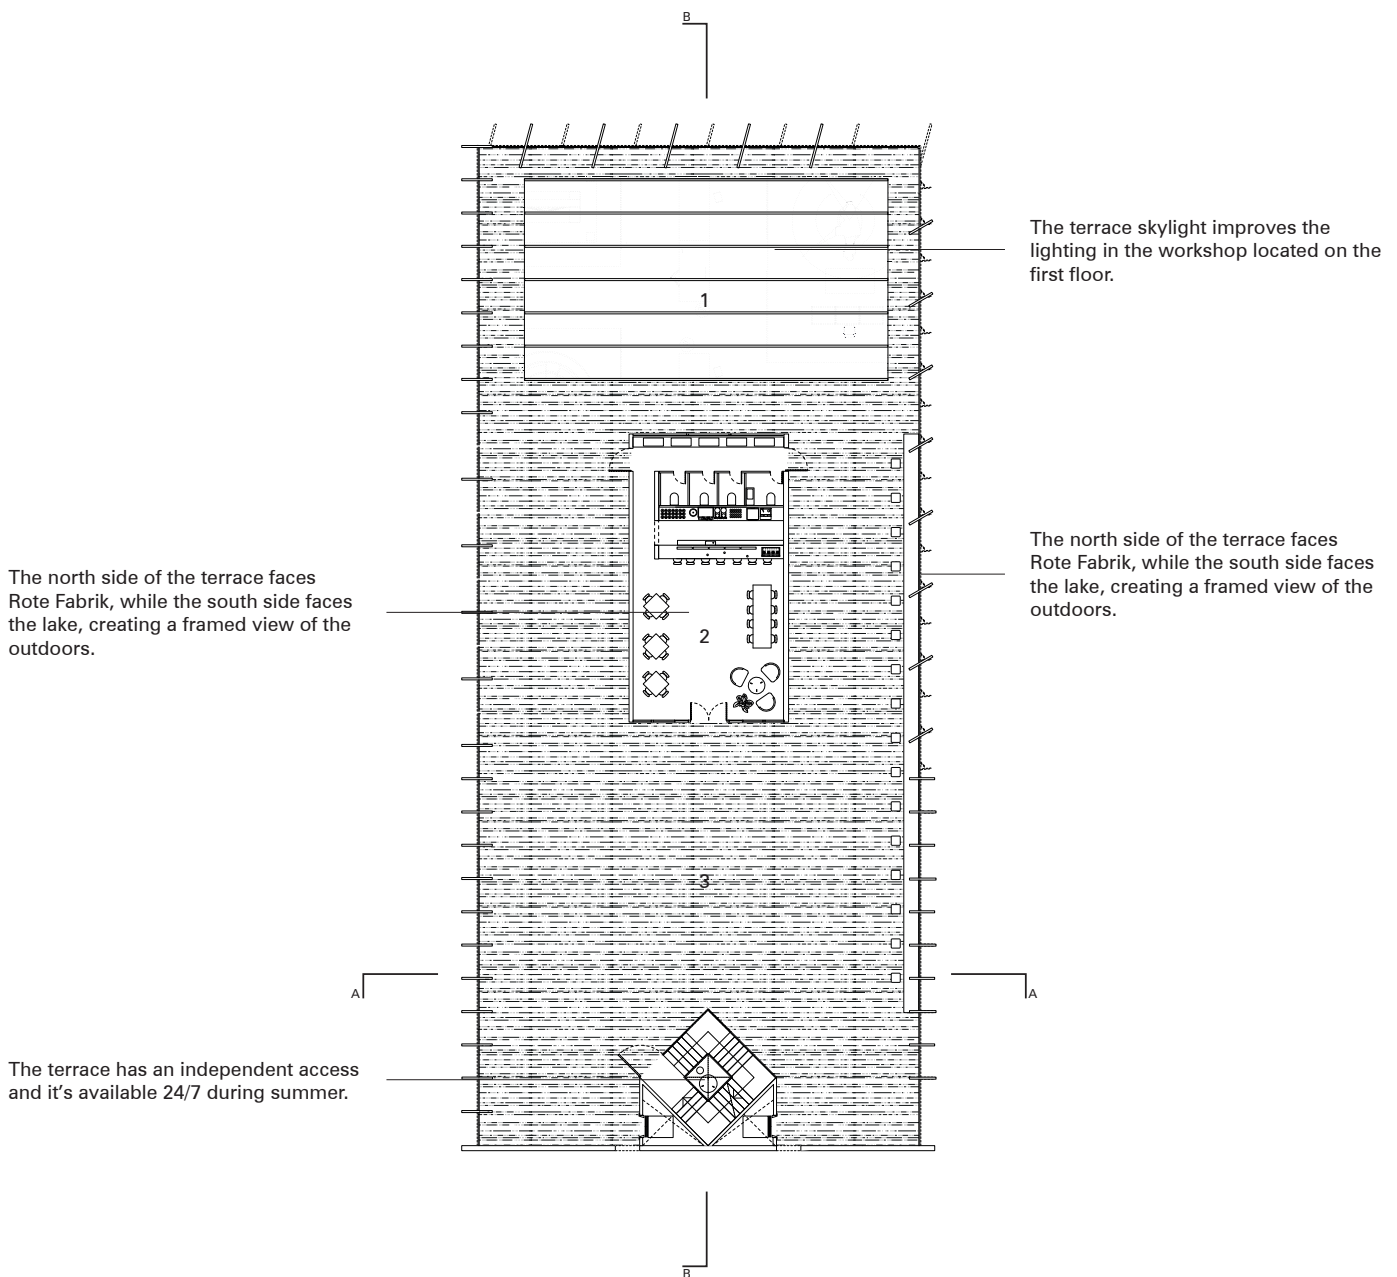 B
The terrace skylight improves the
lighting in the workshop located on the
first floor.
1
The north side of the terrace faces
Rote Fabrik, while the south side faces
the lake, creating a framed view of the
outdoors.
The north side of the terrace faces
Rote Fabrik, while the south side faces
the lake, creating a framed view of the
outdoors.
2
3
A
A
The terrace has an independent access
and it's available 24/7 during summer.
B